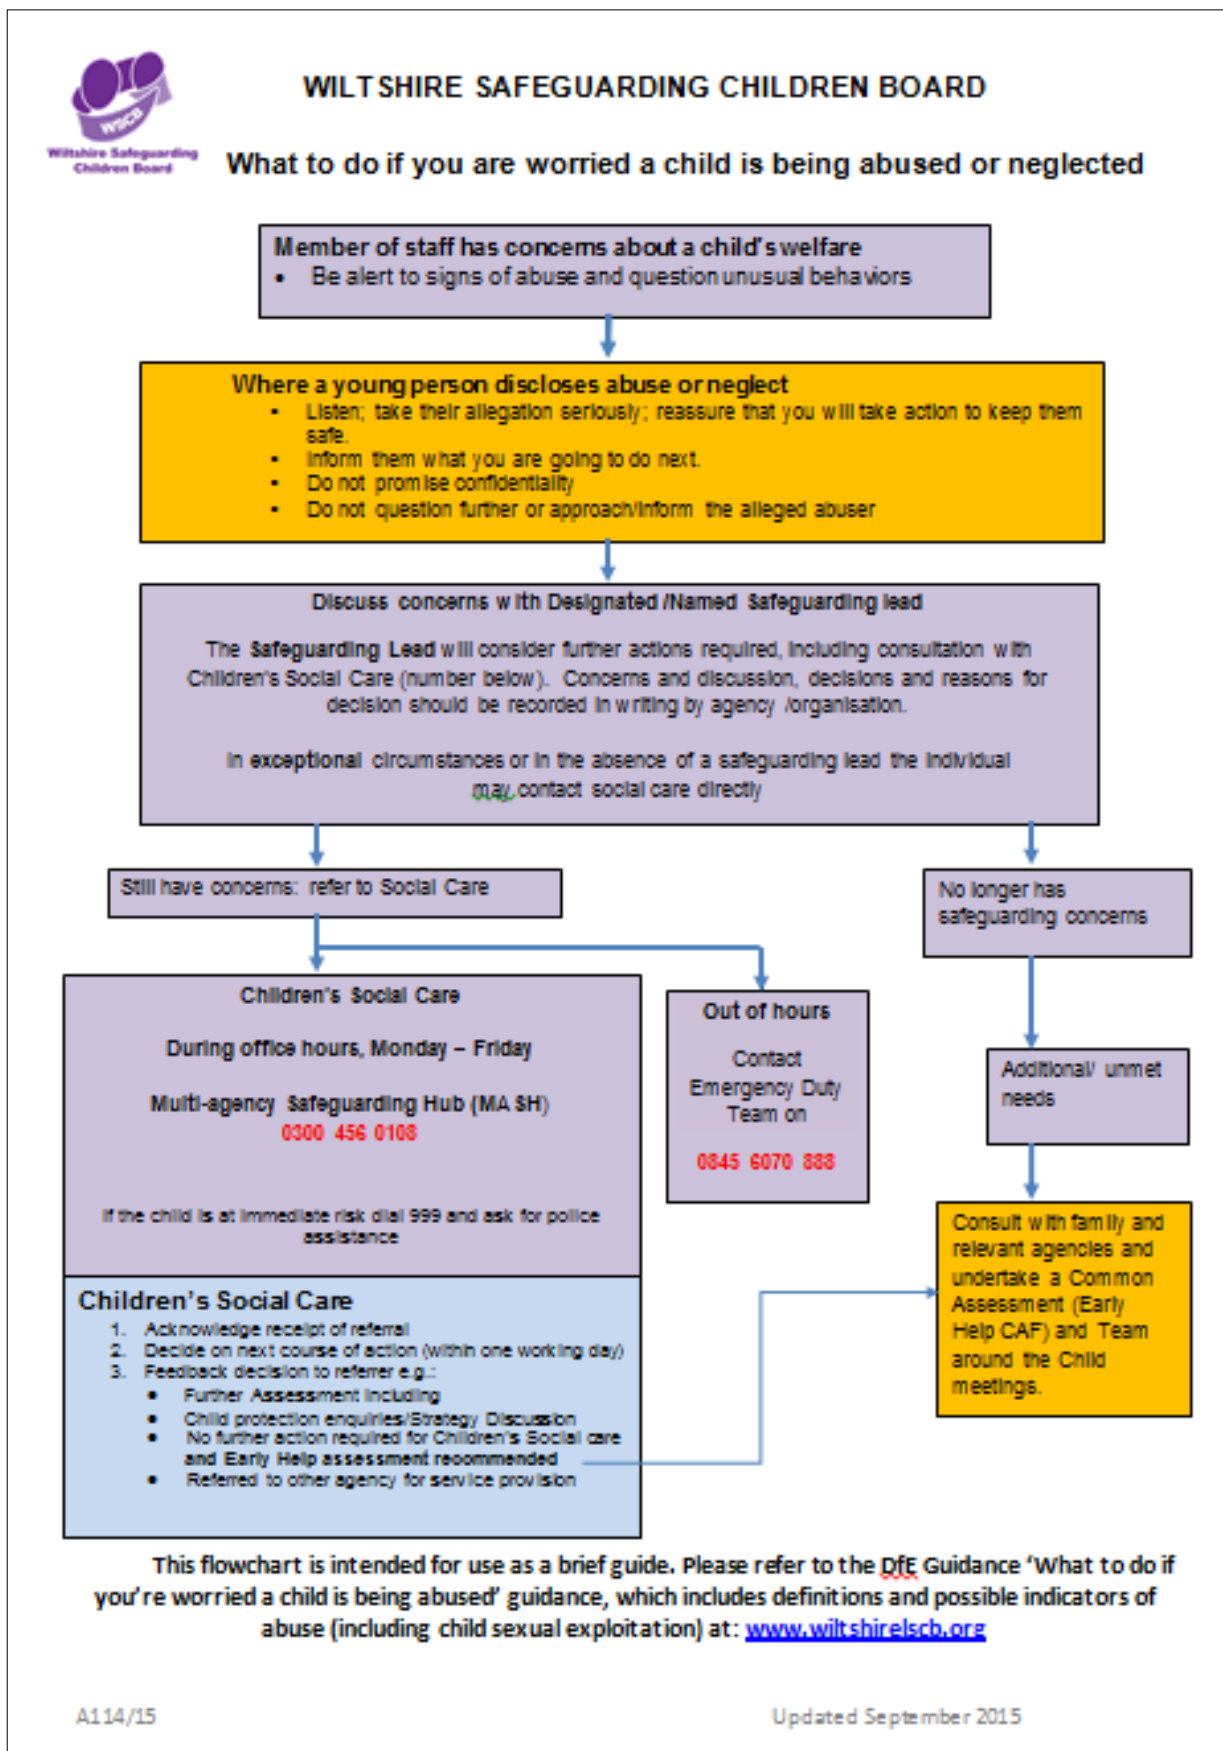 WSCB
Wiltshire Safeguarding
Children Board
WILTSHIRE SAFEGUARDING CHILDREN BOARD
What to do if you are worried a child is being abused or neglected
Member of staff has concerns about a child's welfare
• Be alert to signs of abuse and question unusual behaviors
Where a young person discloses abuse or neglect
▪ Listen; take their allegation seriously; reassure that you will take action to keep them
safe.
▪ Inform them what you are going to do next.
▪ Do not promise confidentiality
▪ Do not question further or approach/inform the alleged abuser
Discuss concerns with Designated /Named Safeguarding lead
The Safeguarding Lead will consider further actions required, including consultation with
Children's Social Care (number below). Concerns and discussion, decisions and reasons for
decision should be recorded in writing by agency /organisation.
In exceptional circumstances or in the absence of a safeguarding lead the individual
may contact social care directly
Still have concerns: refer to Social Care
No longer has
safeguarding concerns
Children's Social Care
During office hours, Monday – Friday
Multi-agency Safeguarding Hub (MASH)
0300 456 0108
If the child is at immediate risk dial 999 and ask for police
assistance
Out of hours
Contact
Emergency Duty
Team on
0845 6070 888
Additional/ unmet
needs
Consult with family and
relevant agencies and
undertake a Common
Assessment (Early
Help CAF) and Team
around the Child
meetings.
Children's Social Care
1. Acknowledge receipt of referral
2. Decide on next course of action (within one working day)
3. Feedback decision to referrer e.g.:
• Further Assessment including
• Child protection enquiries/Strategy Discussion
• No further action required for Children's Social care
and Early Help assessment recommended
• Referred to other agency for service provision
This flowchart is intended for use as a brief guide. Please refer to the DfE Guidance 'What to do if
you're worried a child is being abused' guidance, which includes definitions and possible indicators of
abuse (including child sexual exploitation) at: www.wiltshirelscb.org
A114/15
Updated September 2015